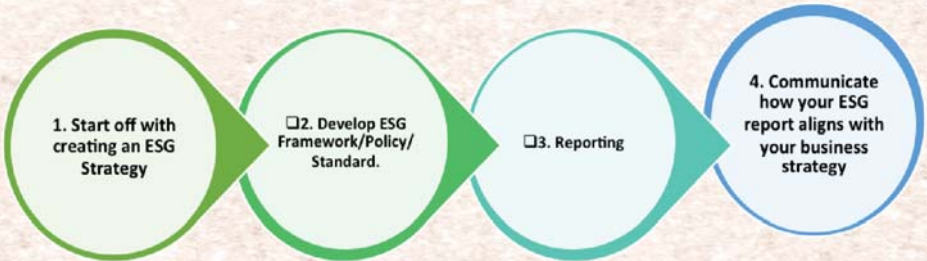 1. Start off with
creating an ESG
Strategy
❑2. Develop ESG
Framework/Policy/
Standard.
❑3. Reporting
4. Communicate
how your ESG
report aligns with
your business
strategy